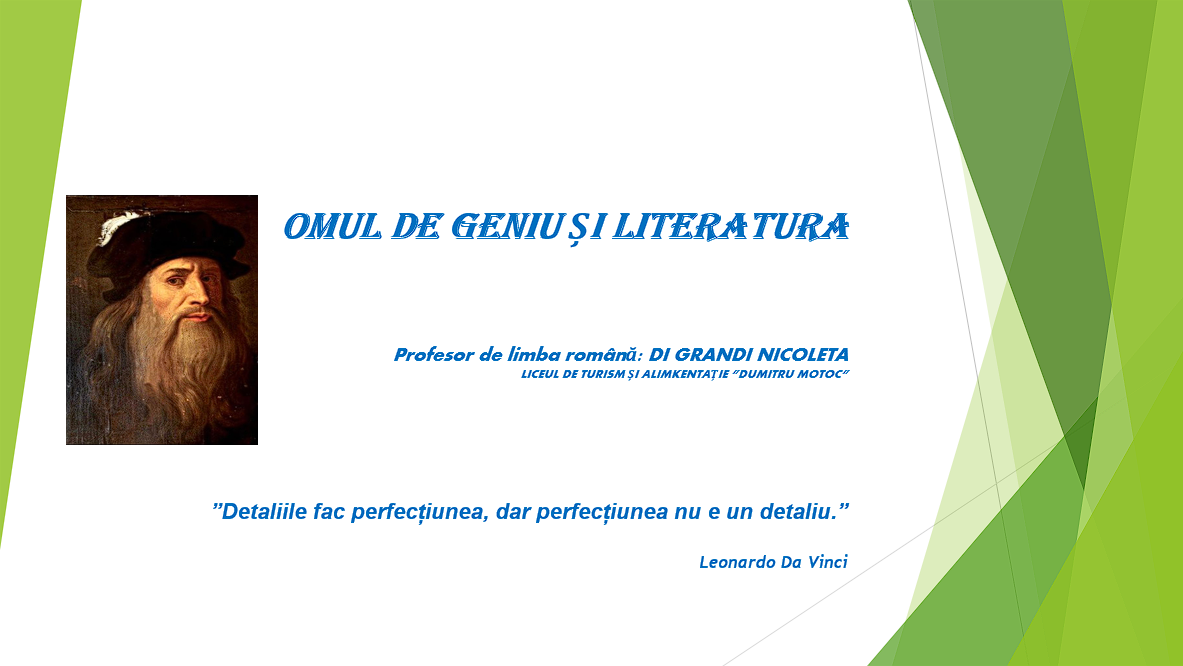 OMUL DE GENIU ȘI LITERATURA
Profesor de limba română: DI GRANDI NICOLETA
LICEUL DE TURISM ȘI ALIMKENTAȚIE ”DUMITRU MOTOC”
”Detaliile fac perfecțiunea, dar perfecțiunea nu e un detaliu.”
Leonardo Da Vinci